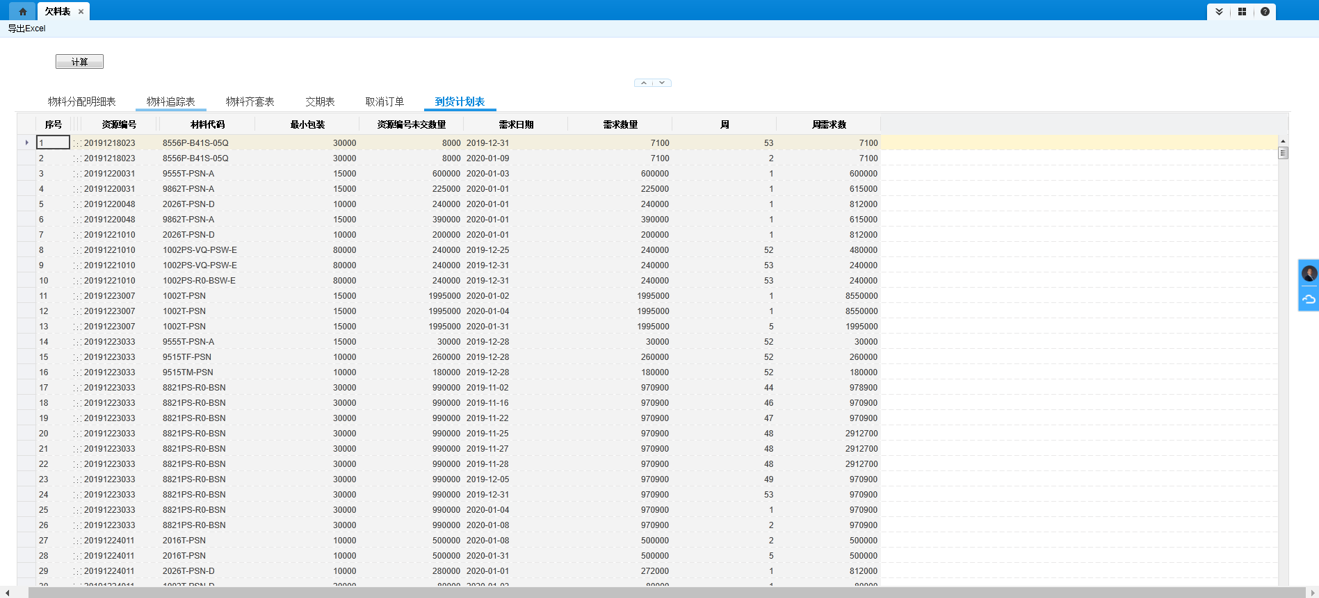 欠料表 ×
导出Excel
计算
物料分配明细表 物料追踪表 物料齐套表 交期表 取消订单 到货计划表
序号 资源编号 材料代码 最小包装 资源编号未交数量 需求日期 需求数量 周 周需求数
1 20191218023 8556P-B41S-05Q 30000 8000 2019-12-31 7100 53 7100
2 20191218023 8556P-B41S-05Q 30000 8000 2020-01-09 7100 2 7100
3 20191220031 9555T-PSN-A 15000 600000 2020-01-03 600000 1 600000
4 20191220031 9862T-PSN-A 15000 225000 2020-01-01 225000 1 615000
5 20191220048 2026T-PSN-D 10000 240000 2020-01-01 240000 1 812000
6 20191220048 9862T-PSN-A 15000 390000 2020-01-01 390000 1 615000
7 20191221010 2026T-PSN-D 10000 200000 2020-01-01 200000 1 812000
8 20191221010 1002PS-VQ-PSW-E 80000 240000 2019-12-25 240000 52 480000
9 20191221010 1002PS-VQ-PSW-E 80000 240000 2019-12-31 240000 53 240000
10 20191221010 1002PS-R0-BSW-E 80000 240000 2019-12-31 240000 53 240000
11 20191223007 1002T-PSN 15000 1995000 2020-01-02 1995000 1 8550000
12 20191223007 1002T-PSN 15000 1995000 2020-01-04 1995000 1 8550000
13 20191223007 1002T-PSN 15000 1995000 2020-01-31 1995000 5 1995000
14 20191223033 9555T-PSN-A 15000 30000 2019-12-28 30000 52 30000
15 20191223033 9515TF-PSN 10000 260000 2019-12-28 260000 52 260000
16 20191223033 9515TM-PSN 10000 180000 2019-12-28 180000 52 180000
17 20191223033 8821PS-R0-BSN 30000 990000 2019-11-02 970900 44 978900
18 20191223033 8821PS-R0-BSN 30000 990000 2019-11-16 970900 46 970900
19 20191223033 8821PS-R0-BSN 30000 990000 2019-11-22 970900 47 970900
20 20191223033 8821PS-R0-BSN 30000 990000 2019-11-25 970900 48 2912700
21 20191223033 8821PS-R0-BSN 30000 990000 2019-11-27 970900 48 2912700
22 20191223033 8821PS-R0-BSN 30000 990000 2019-11-28 970900 48 2912700
23 20191223033 8821PS-R0-BSN 30000 990000 2019-12-05 970900 49 970900
24 20191223033 8821PS-R0-BSN 30000 990000 2019-12-31 970900 53 970900
25 20191223033 8821PS-R0-BSN 30000 990000 2020-01-04 970900 1 970900
26 20191223033 8821PS-R0-BSN 30000 990000 2020-01-08 970900 2 970900
27 20191224011 2016T-PSN 10000 500000 2020-01-08 500000 2 500000
28 20191224011 2016T-PSN 10000 500000 2020-01-31 500000 5 500000
29 20191224011 2026T-PSN-D 10000 280000 2020-01-01 272000 1 812000